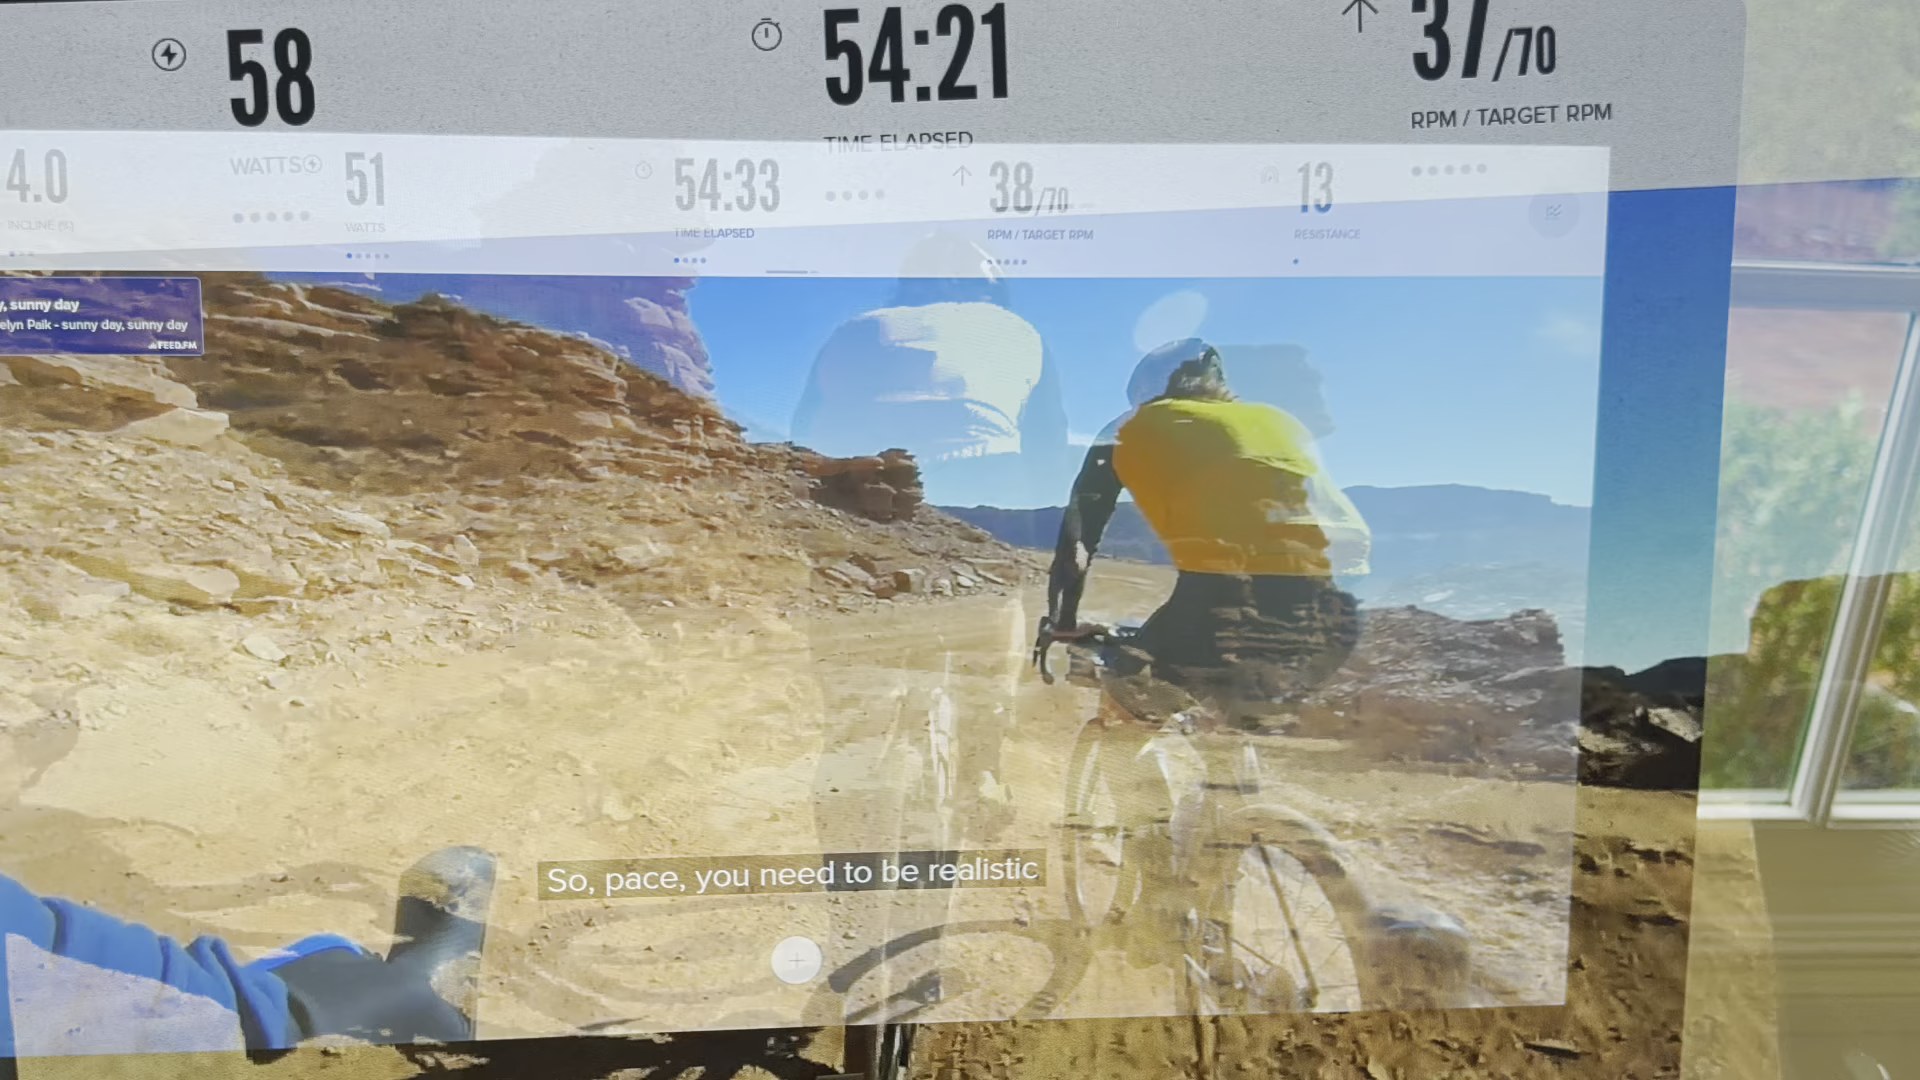 58
54:21
37/70
RPM / TARGET RPM
TIME ELAPSED
WATTS
4.0
INCLINE (%)
51
WATTS
54:33
TIME ELAPSED
38/70
RPM / TARGET RPM
13
RESISTANCE
, sunny day
elyn Paik - sunny day, sunny day
FEED.FM
So, pace, you need to be realistic